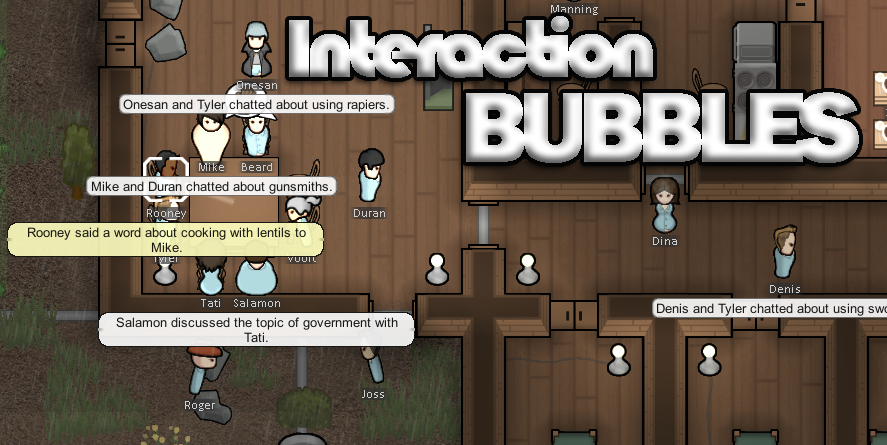 Manning
Interaction
BUBBLES
Onesan
Onesan and Tyler chatted about using rapiers.
Mike
Beard
Mike and Duran chatted about gunsmiths.
Rooney
Duran
Rooney said a word about cooking with lentils to
Mike.
Dina
Tyler
Tati
Salamon
Denis
Denis and Tyler chatted about using
Salamon discussed the topic of government with
Tati.
Joss
Roger